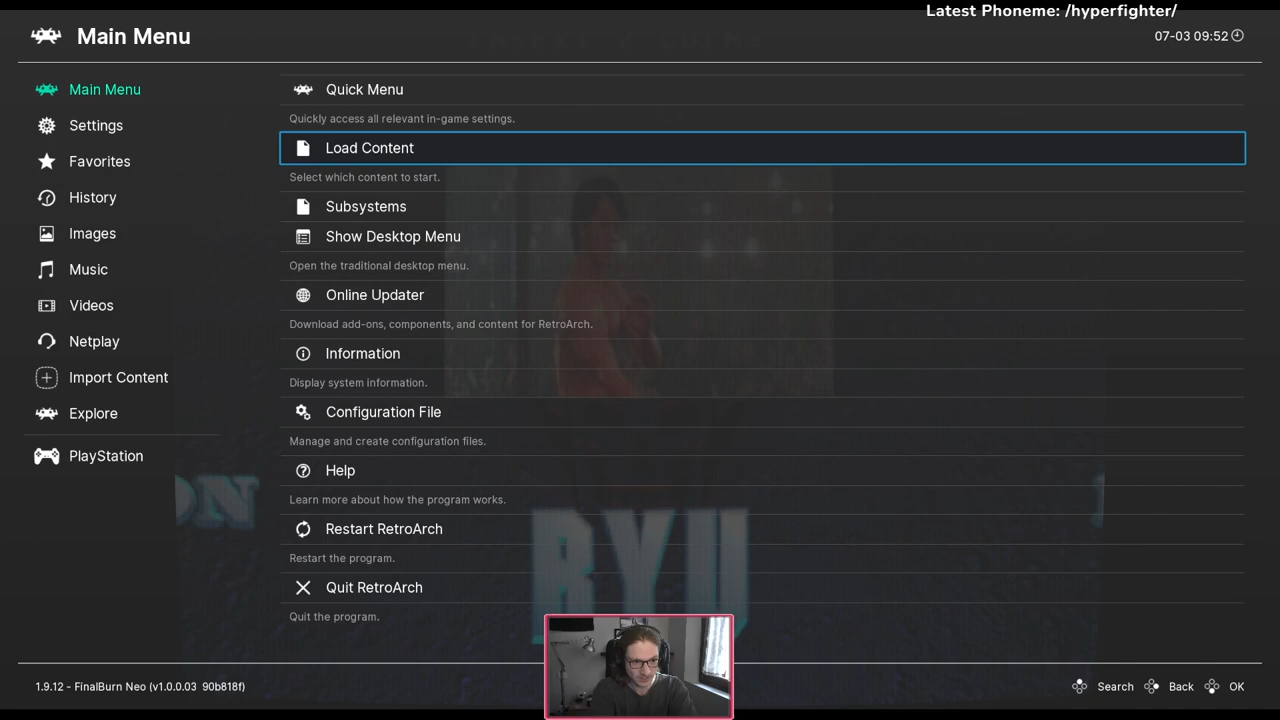 Latest Phoneme: /hyperfighter/
Main Menu
07-03 09:52
Main Menu
Settings
Favorites
History
Images
Music
Videos
Netplay
Import Content
Explore
PlayStation
Quick Menu
Quickly access all relevant in-game settings.
Load Content
Select which content to start.
Subsystems
Show Desktop Menu
Open the traditional desktop menu.
Online Updater
Download add-ons, components, and content for RetroArch.
Information
Display system information.
Configuration File
Manage and create configuration files.
Help
Learn more about how the program works.
Restart RetroArch
Restart the program.
Quit RetroArch
Quit the program.
ON
RYU
1.9.12 - FinalBurn Neo (v1.0.0.03 90b818f)
Search
Back
OK